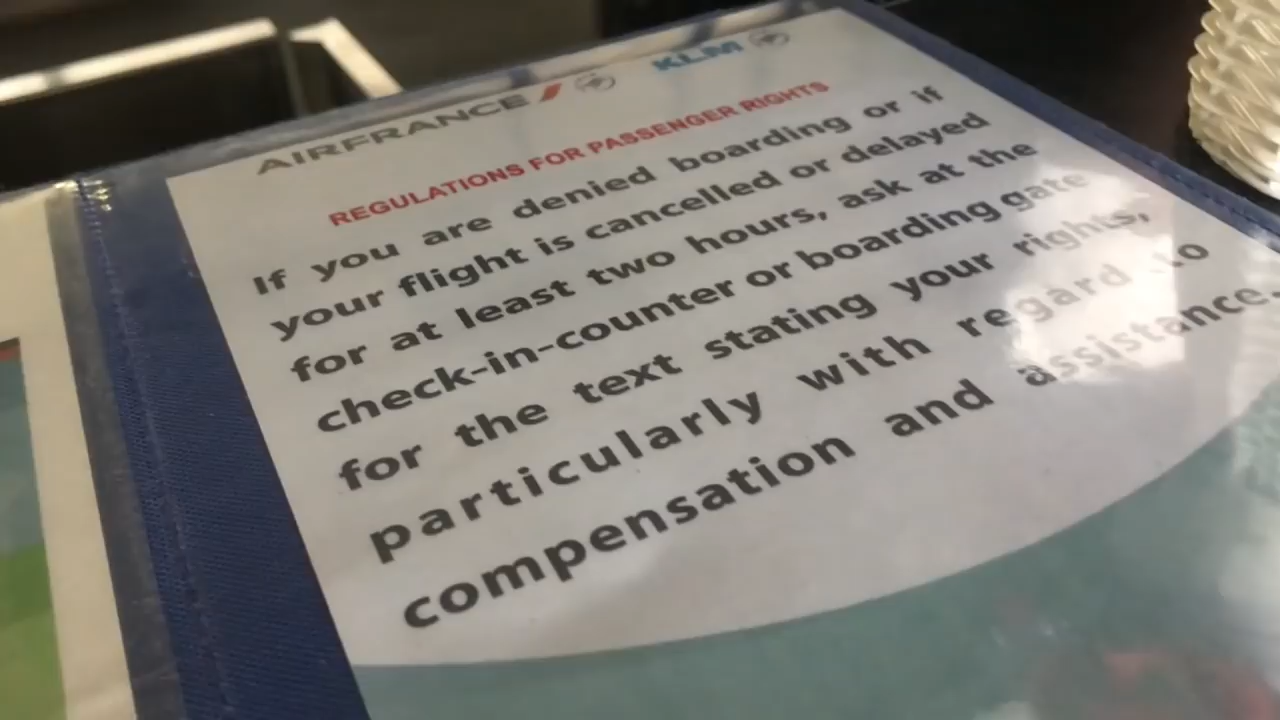 AIRFRANCE KLM
REGULATIONS FOR PASSENGER RIGHTS
If you are denied boarding or if
your flight is cancelled or delayed
for at least two hours, ask at the
check-in-counter or boarding gate
for the text stating your rights,
particularly with regard to
compensation and assistance.